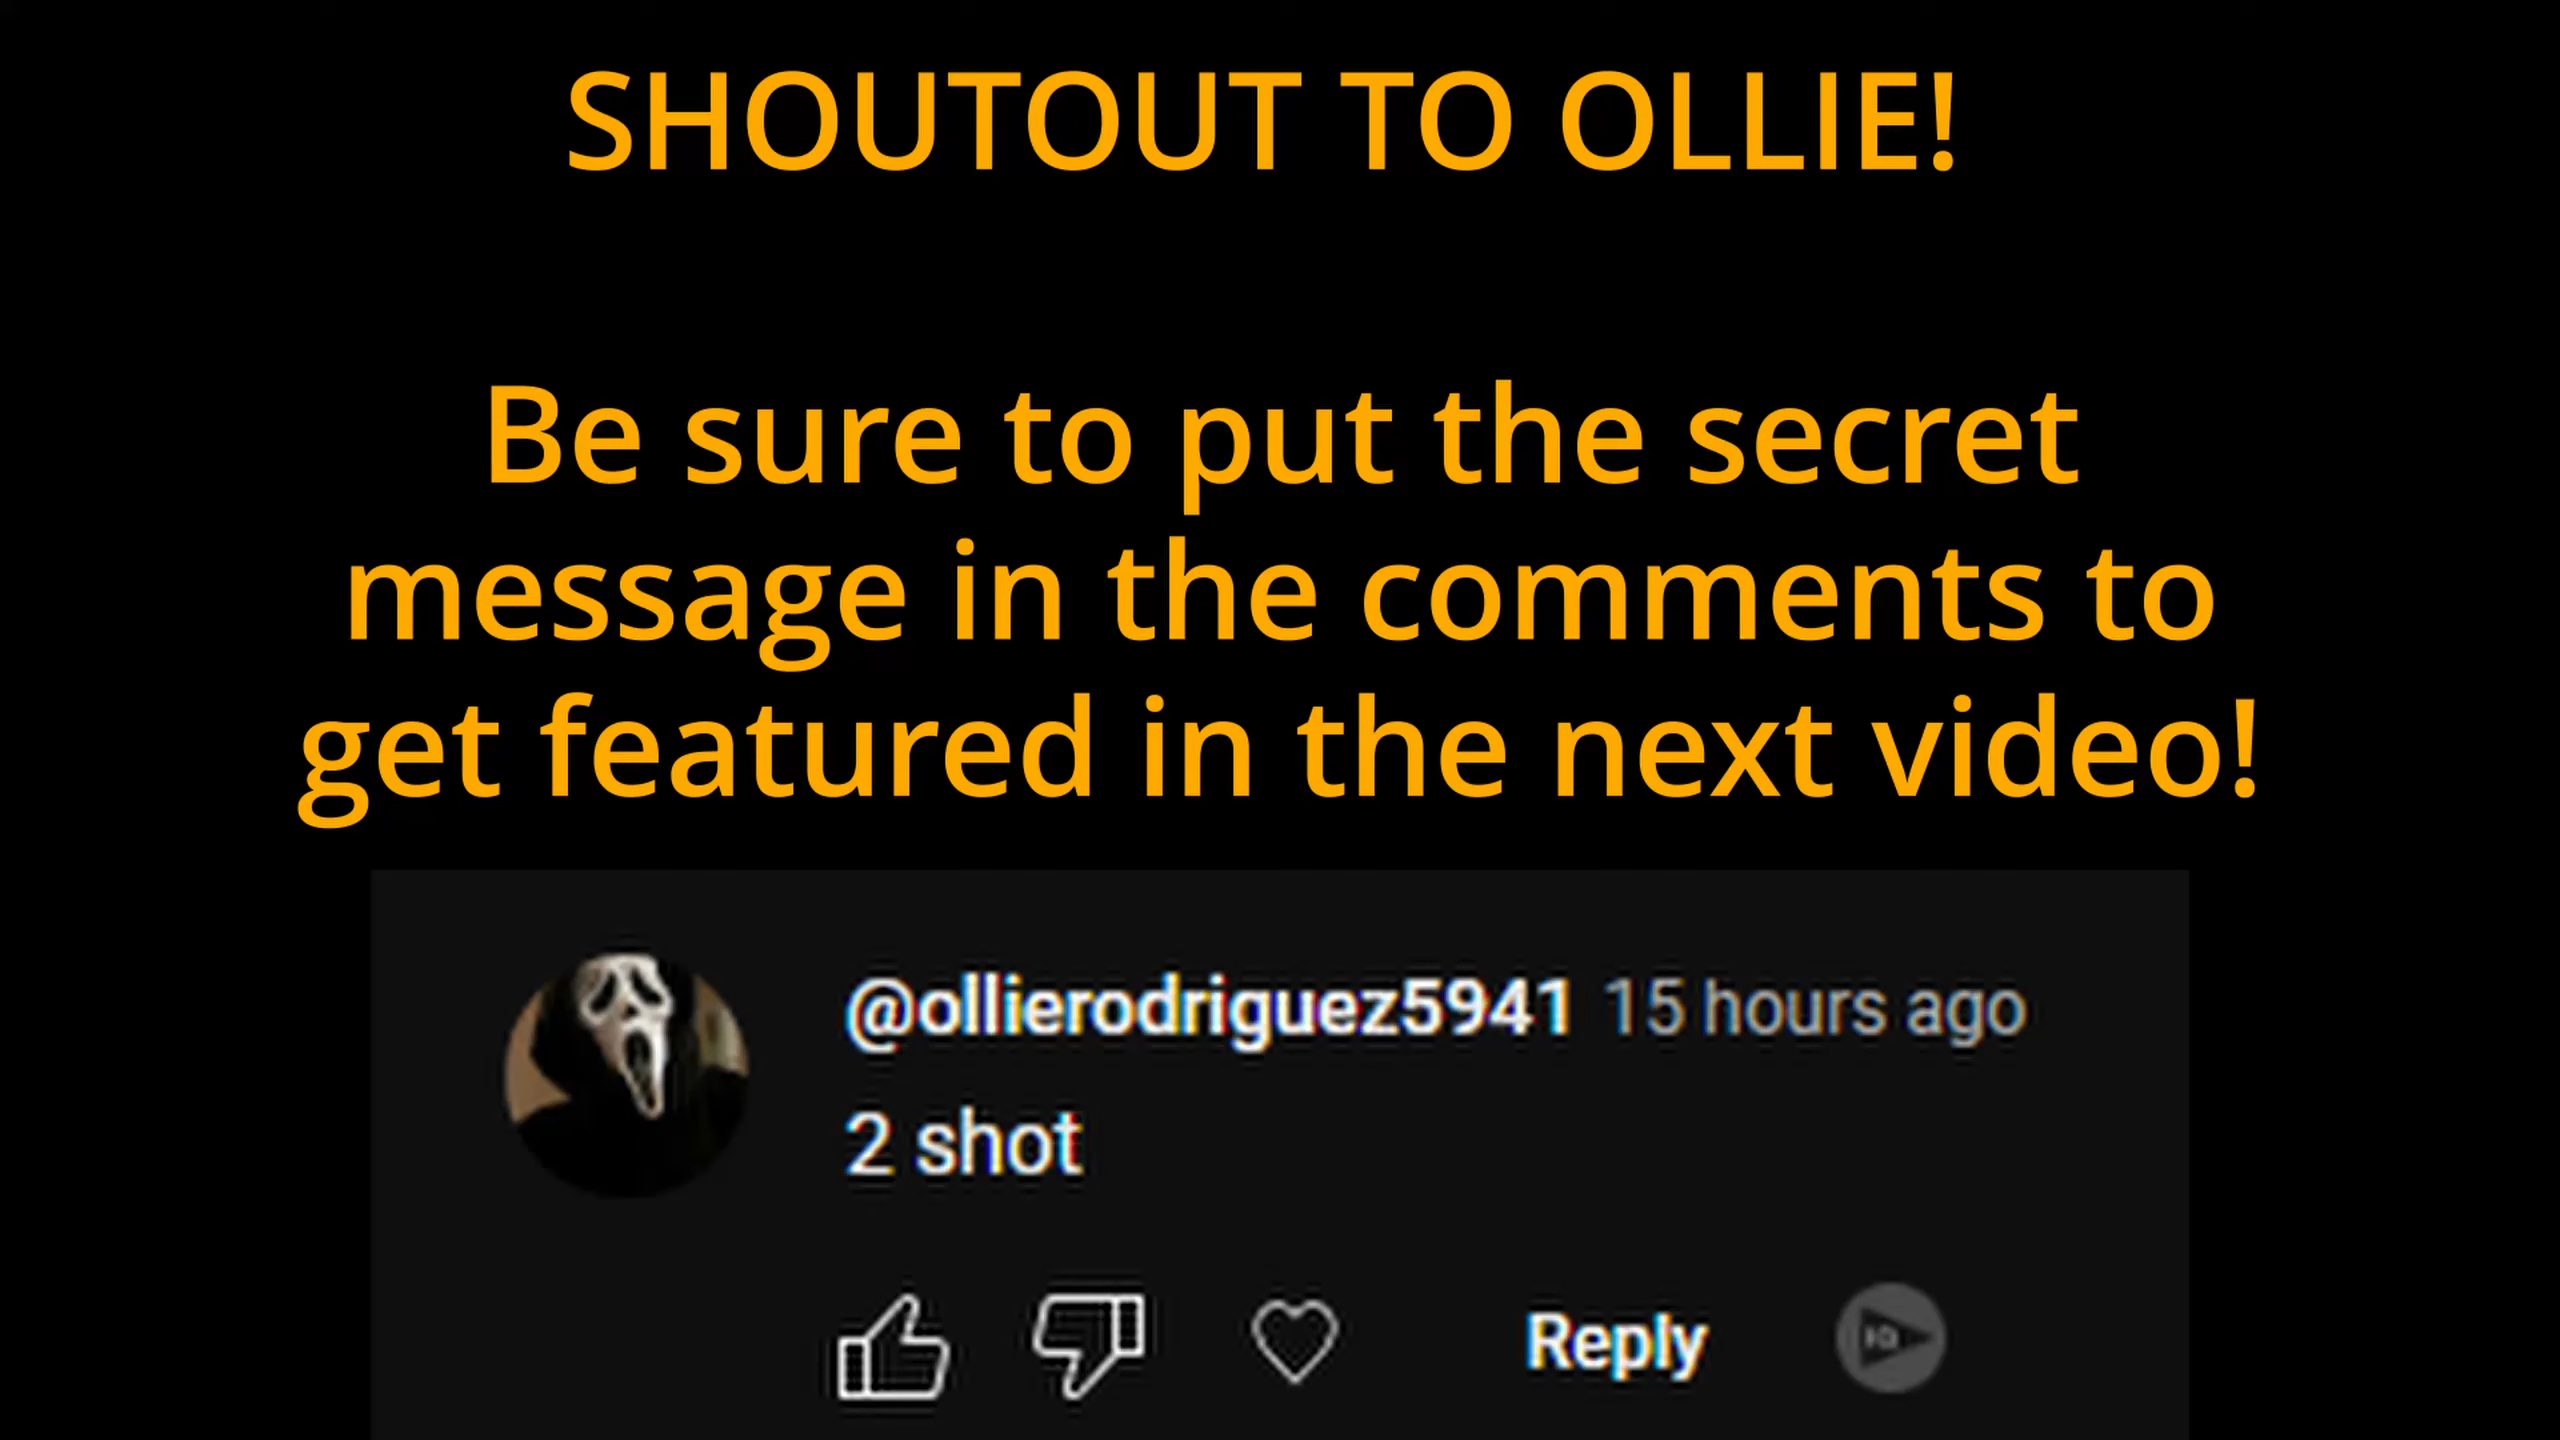 SHOUTOUT TO OLLIE!
Be sure to put the secret
message in the comments to
get featured in the next video!
@ollierodriguez5941 15 hours ago
2 shot
Reply
IQ